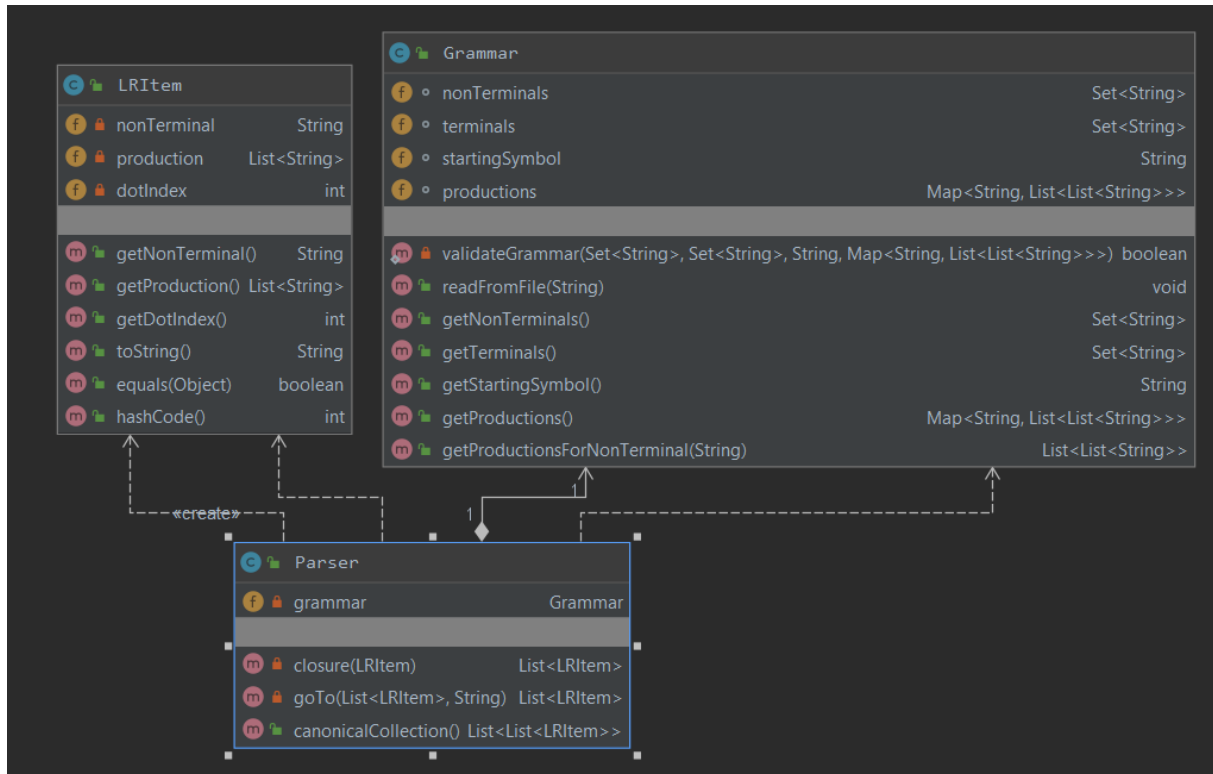 LRItem
nonTerminal String
production List<String>
dotIndex int
getNonTerminal() String
getProduction() List<String>
getDotIndex() int
toString() String
equals(Object) boolean
hashCode() int
Grammar
nonTerminals Set<String>
terminals Set<String>
startingSymbol String
productions Map<String, List<List<String>>>
validateGrammar(Set<String>, Set<String>, String, Map<String, List<List<String>>>) boolean
readFromFile(String) void
getNonTerminals() Set<String>
getTerminals() Set<String>
getStartingSymbol() String
getProductions() Map<String, List<List<String>>>
getProductionsForNonTerminal(String) List<List<String>>
1
1
«create»
Parser
grammar Grammar
closure(LRItem) List<LRItem>
goTo(List<LRItem>, String) List<LRItem>
canonicalCollection() List<List<LRItem>>